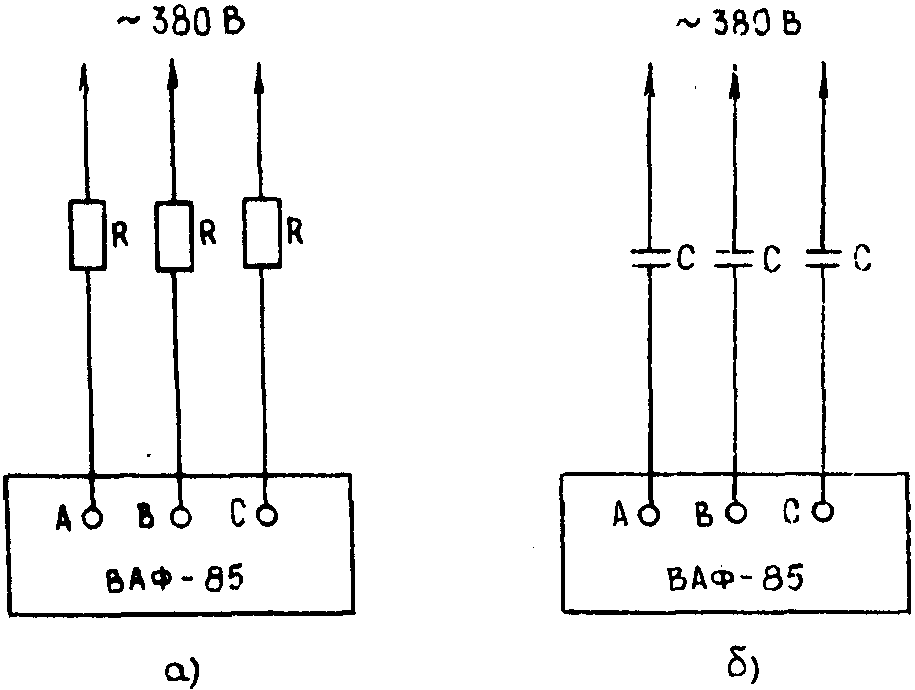 ~ 380 В
~ 380 В
R R R
C C C
А В С
А В С
ВАФ-85
ВАФ-85
а)
б)